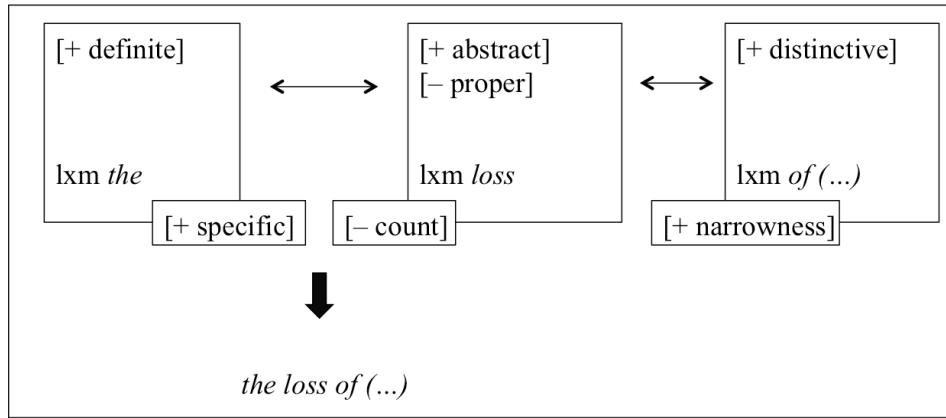 [+ definite]
[+ abstract]
[– proper]
[+ distinctive]
lxm the
lxm loss
lxm of (…)
[+ specific]
[– count]
[+ narrowness]
the loss of (…)